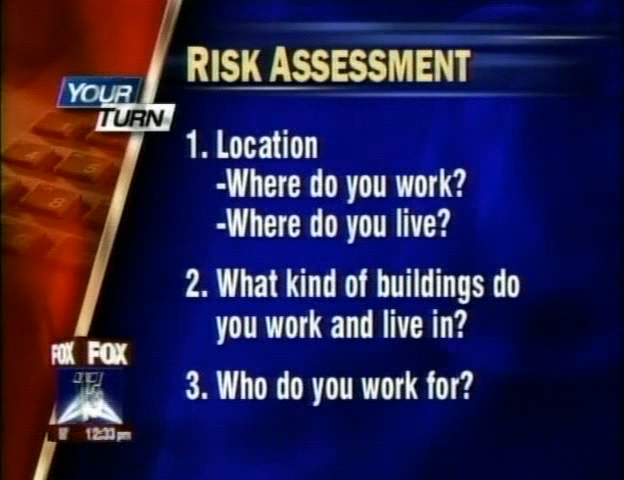 RISK ASSESSMENT
YOUR
TURN
1. Location
-Where do you work?
-Where do you live?
2. What kind of buildings do
you work and live in?
3. Who do you work for?
FOX FOX
15
12:33 pm